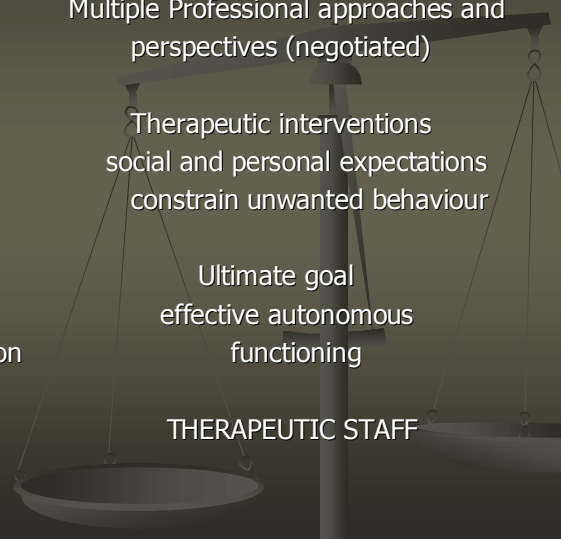 Multiple Professional approaches and
perspectives (negotiated)
Therapeutic interventions
social and personal expectations
constrain unwanted behaviour
Ultimate goal
effective autonomous
on functioning
THERAPEUTIC STAFF